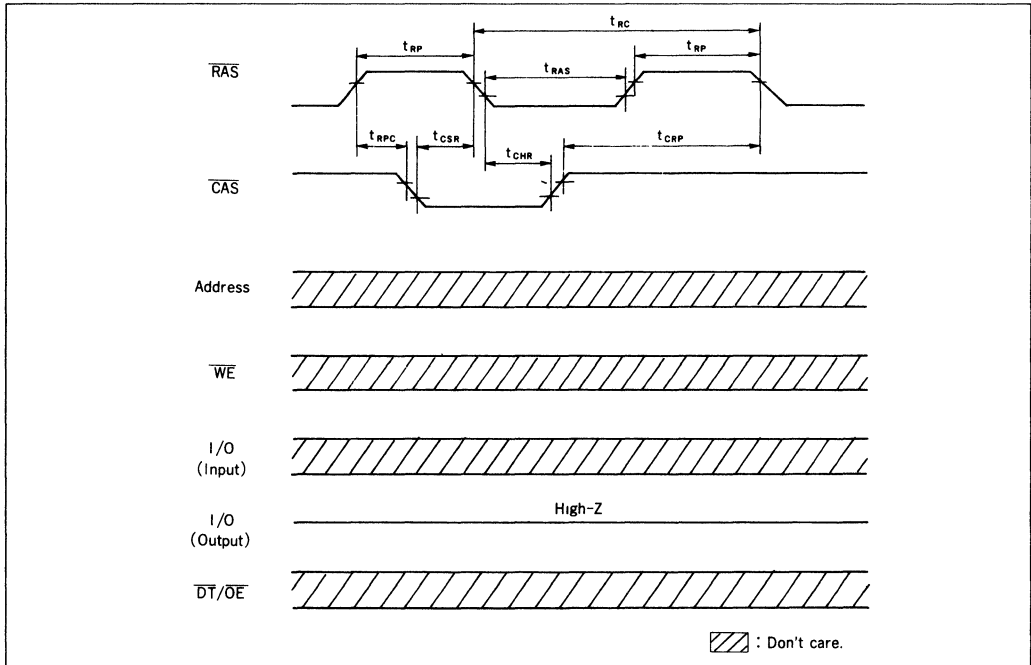 tRC
tRP
tRP
RAS
tRAS
tRPC
tCSR
tCHR
tCRP
CAS
Address
WE
I/O
(Input)
High-Z
I/O
(Output)
DT/OE
: Don't care.